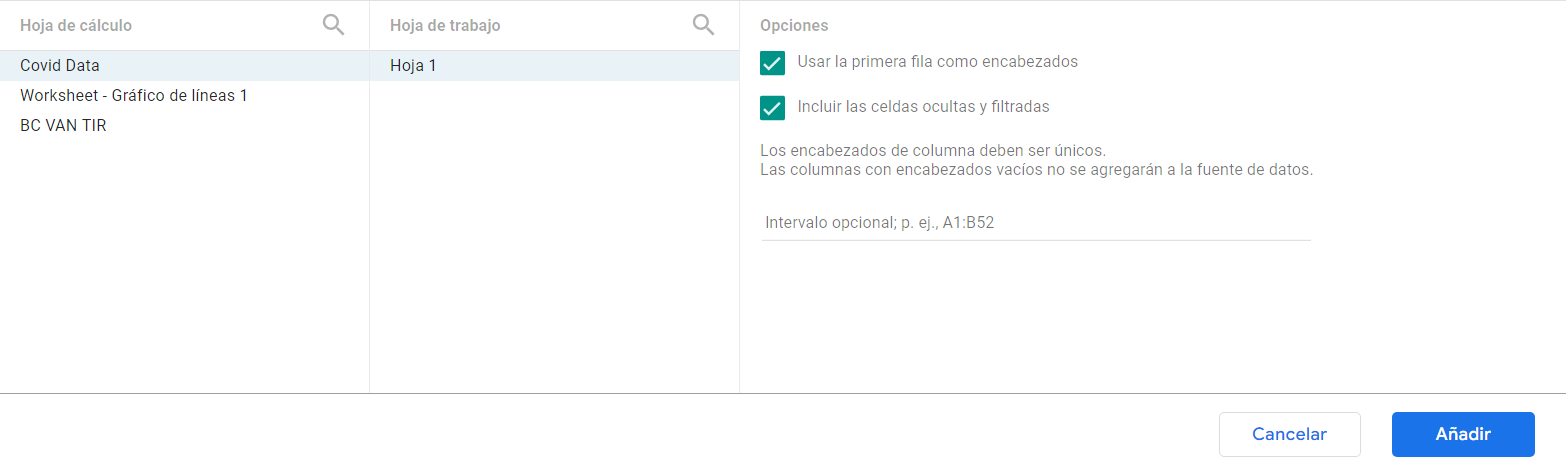 Hoja de cálculo
Covid Data
Worksheet - Gráfico de líneas 1
BC VAN TIR
Hoja de trabajo
Hoja 1
Opciones
Usar la primera fila como encabezados
Incluir las celdas ocultas y filtradas
Los encabezados de columna deben ser únicos.
Las columnas con encabezados vacíos no se agregarán a la fuente de datos.
Intervalo opcional; p. ej., A1:B52
Cancelar
Añadir